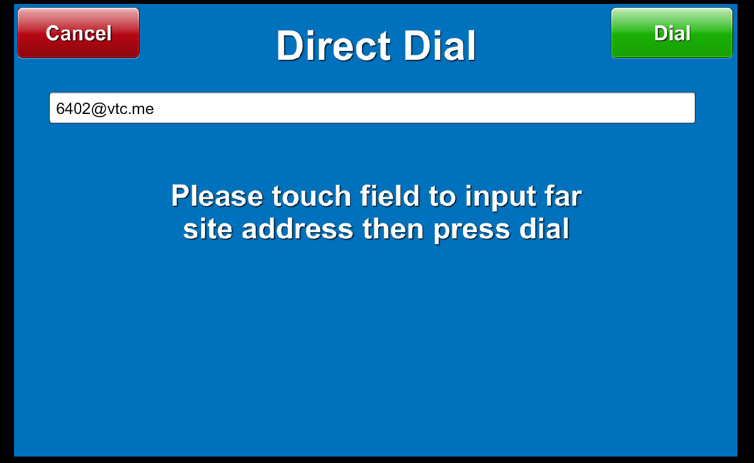 Cancel
Direct Dial
Dial
6402@vtc.me
Please touch field to input far
site address then press dial